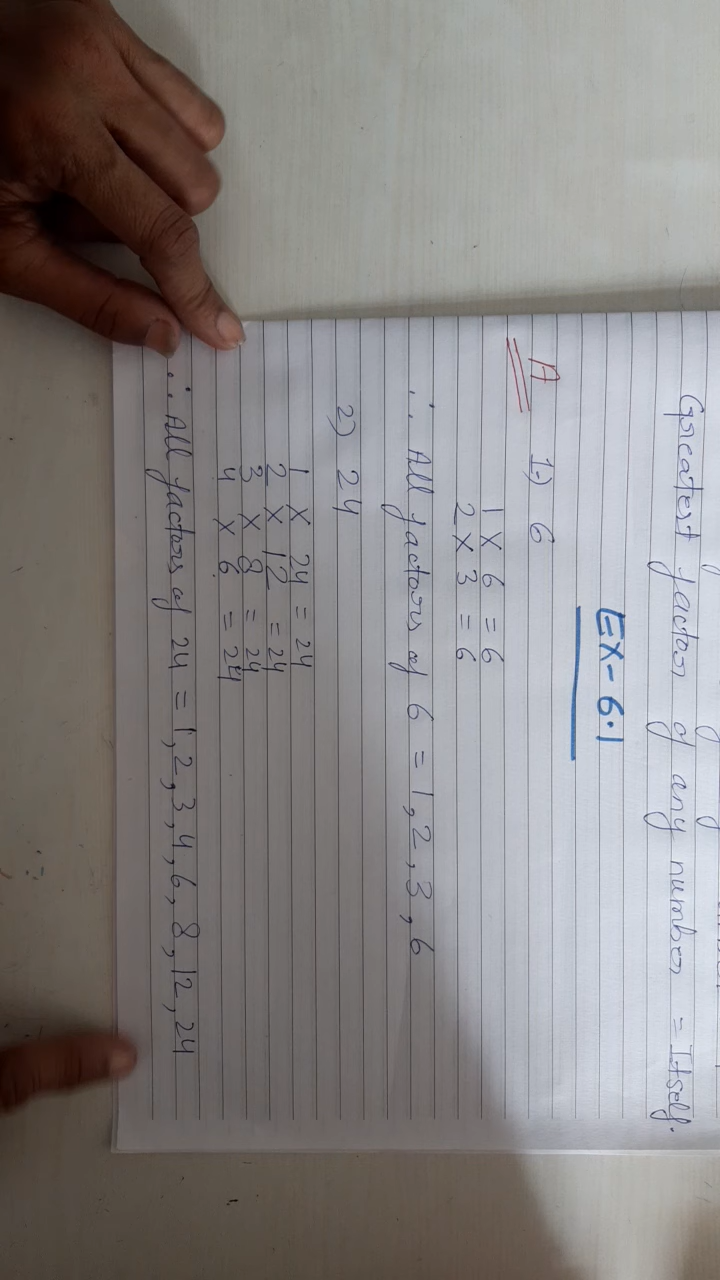 Greatest factor of any number = Itself.
EX- 6.1
A 1) 6
1 X 6 = 6
2 X 3 = 6
∴ All factors of 6 = 1, 2, 3, 6
2) 24
1 X 24 = 24
2 X 12 = 24
3 X 8 = 24
4 X 6 = 24
∴ All factors of 24 = 1, 2, 3, 4, 6, 8, 12, 24